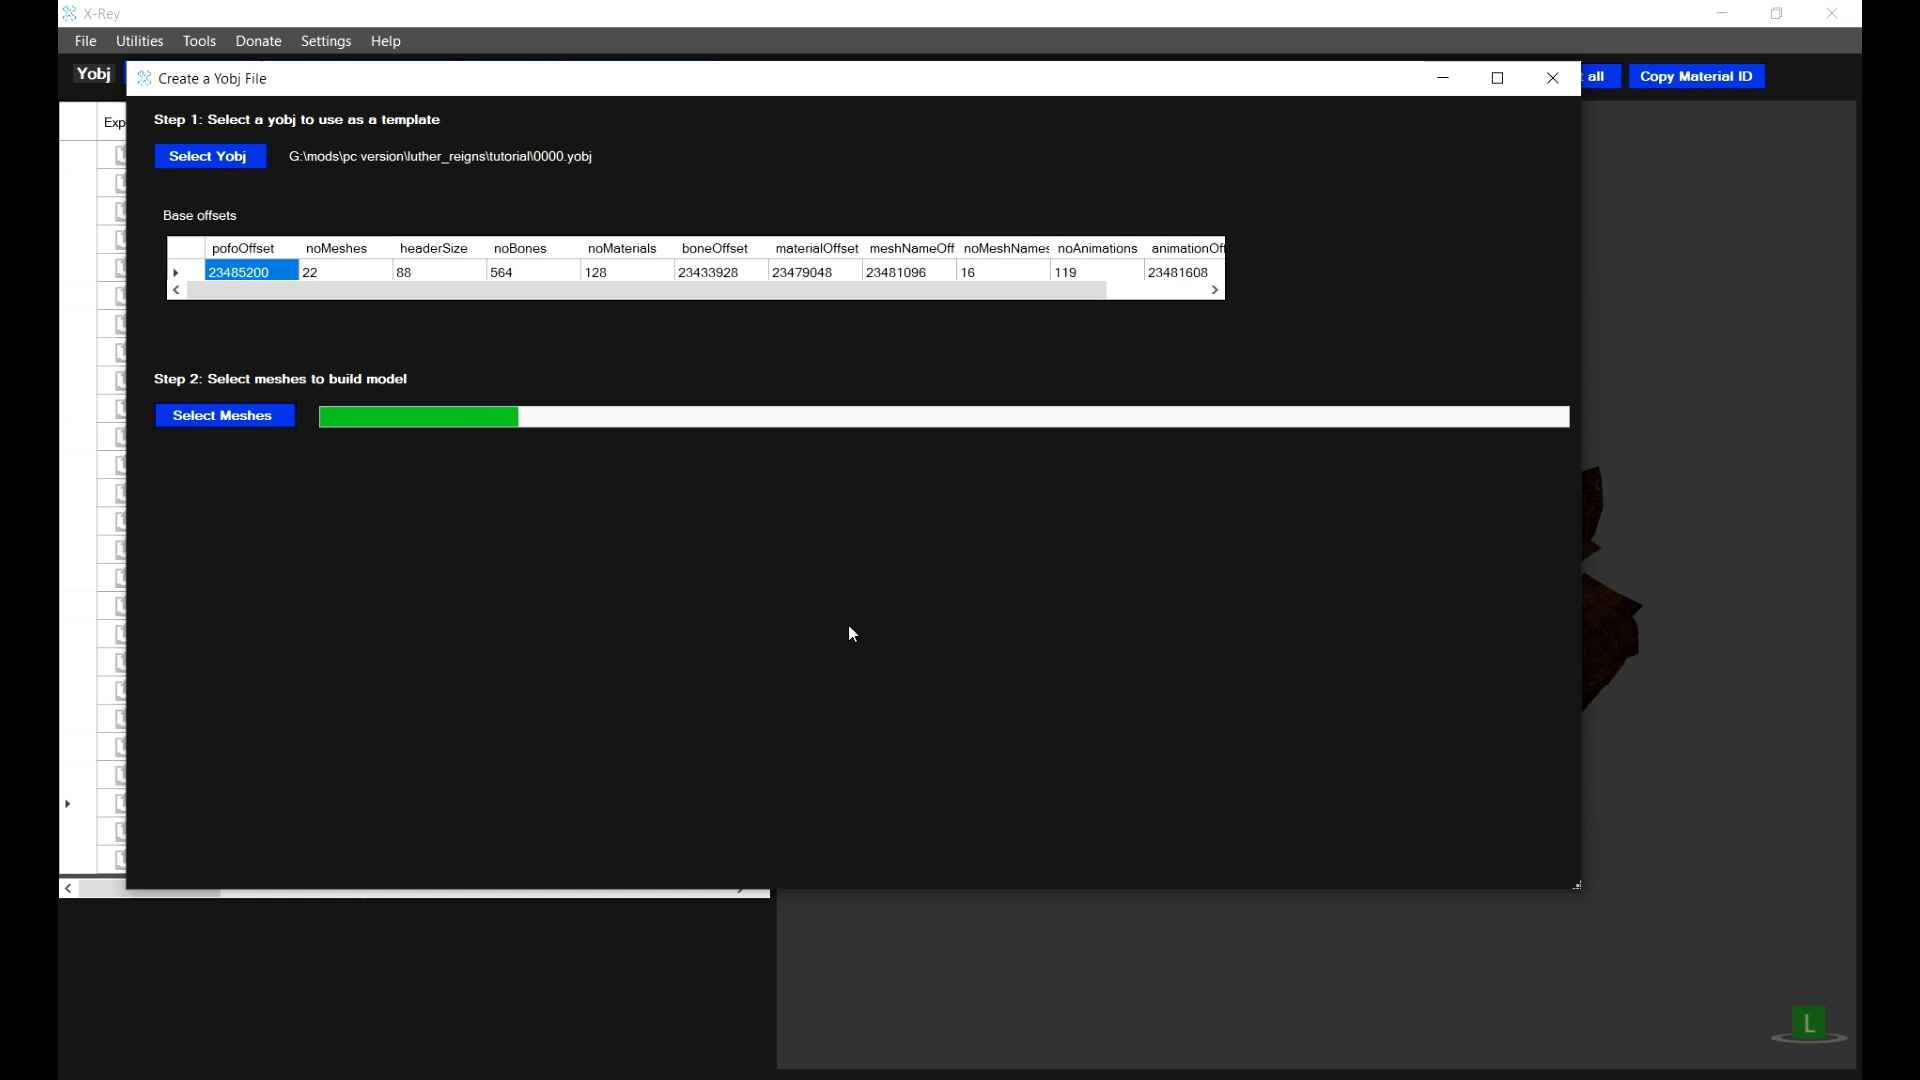 X-Rey
File Utilities Tools Donate Settings Help
Yobj
Create a Yobj File
all Copy Material ID
Exp
Step 1: Select a yobj to use as a template
Select Yobj G:\mods\pc version\luther_reigns\tutorial\0000.yobj
Base offsets
pofoOffset noMeshes headerSize noBones noMaterials boneOffset materialOffset meshNameOff noMeshNames noAnimations animationOff
23485200 22 88 564 128 23433928 23479048 23481096 16 119 23481608
Step 2: Select meshes to build model
Select Meshes
L